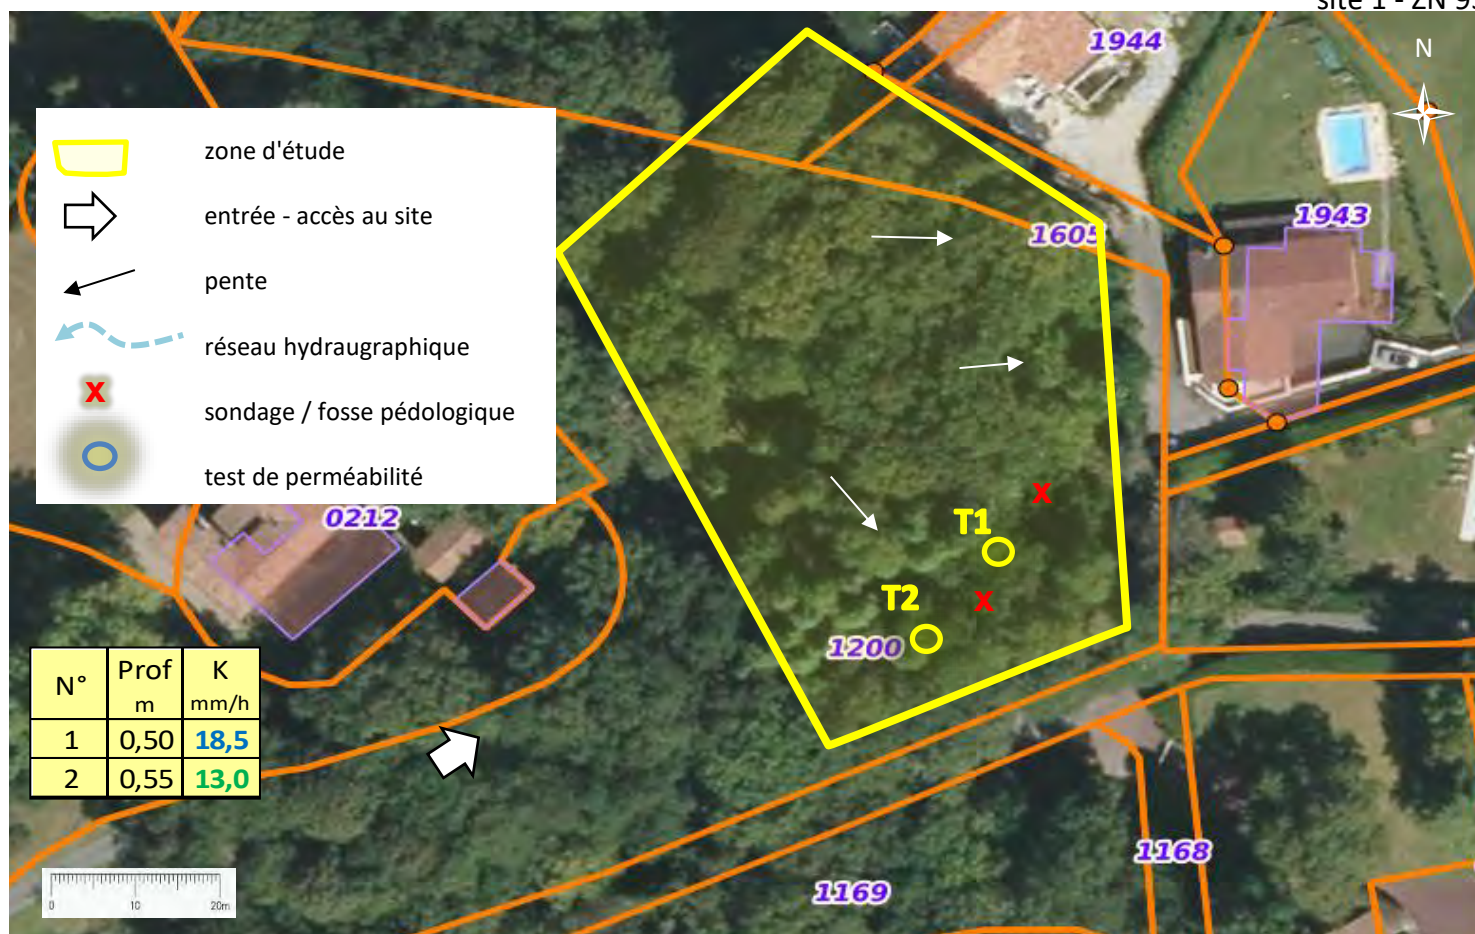 site 1 - ZN 95
1944
N
zone d'étude
entrée - accès au site
1943
1605
pente
réseau hydraugraphique
x
sondage / fosse pédologique
test de perméabilité
x
0212
T1
T2
x
1200
N° Prof m K mm/h
1 0,50 18,5
2 0,55 13,0
1168
1169
0 10 20m